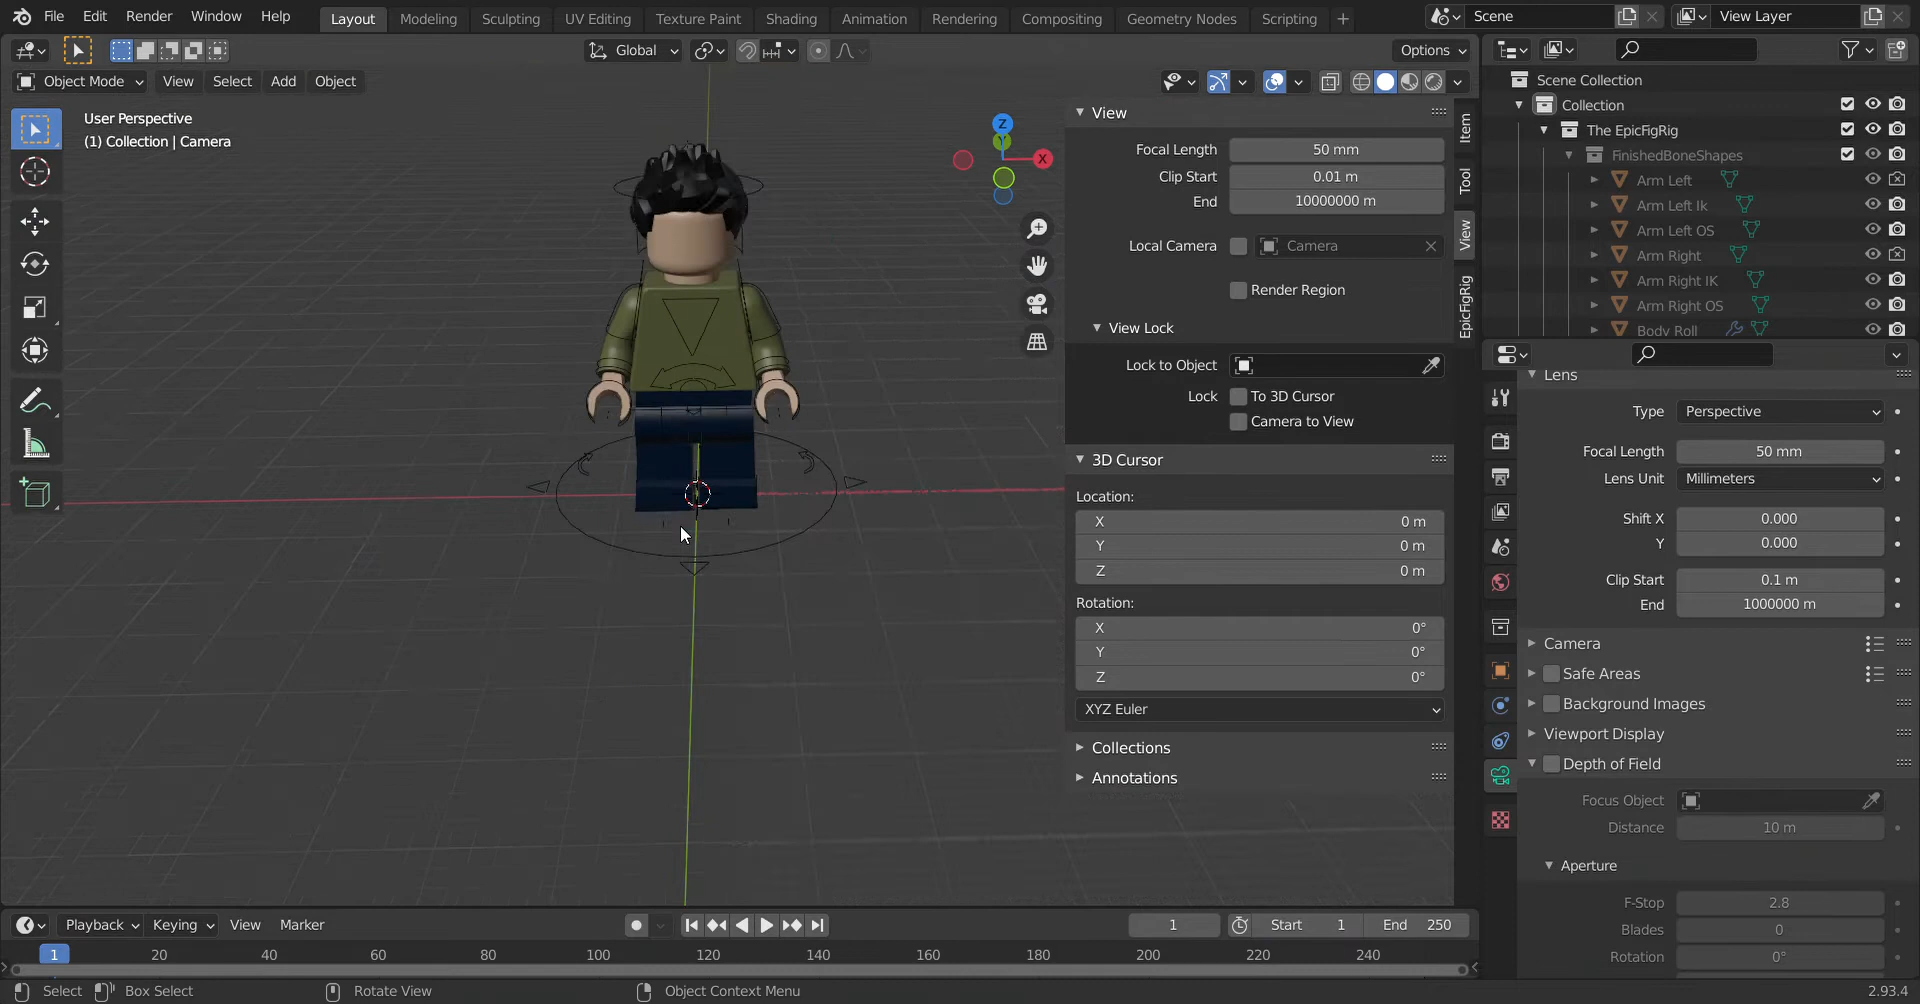 File Edit Render Window Help Layout Modeling Sculpting UV Editing Texture Paint Shading Animation Rendering Compositing Geometry Nodes Scripting + Scene View Layer
Global Options
Object Mode View Select Add Object
User Perspective
(1) Collection | Camera
Z
Y
X
View
Focal Length 50 mm
Clip Start 0.01 m
End 10000000 m
Local Camera Camera
Render Region
View Lock
Lock to Object
Lock To 3D Cursor
Camera to View
3D Cursor
Location:
X 0 m
Y 0 m
Z 0 m
Rotation:
X 0°
Y 0°
Z 0°
XYZ Euler
Collections
Annotations
Item
Tool
View
EpicFigRig
Scene Collection
Collection
The EpicFigRig
FinishedBoneShapes
Arm Left
Arm Left Ik
Arm Left OS
Arm Right
Arm Right IK
Arm Right OS
Body Roll
Lens
Type Perspective
Focal Length 50 mm
Lens Unit Millimeters
Shift X 0.000
Y 0.000
Clip Start 0.1 m
End 1000000 m
Camera
Safe Areas
Background Images
Viewport Display
Depth of Field
Focus Object
Distance 10 m
Aperture
F-Stop 2.8
Blades 0
Rotation 0°
Playback Keying View Marker 1 Start 1 End 250
1 20 40 60 80 100 120 140 160 180 200 220 240
Select Box Select Rotate View Object Context Menu 2.93.4